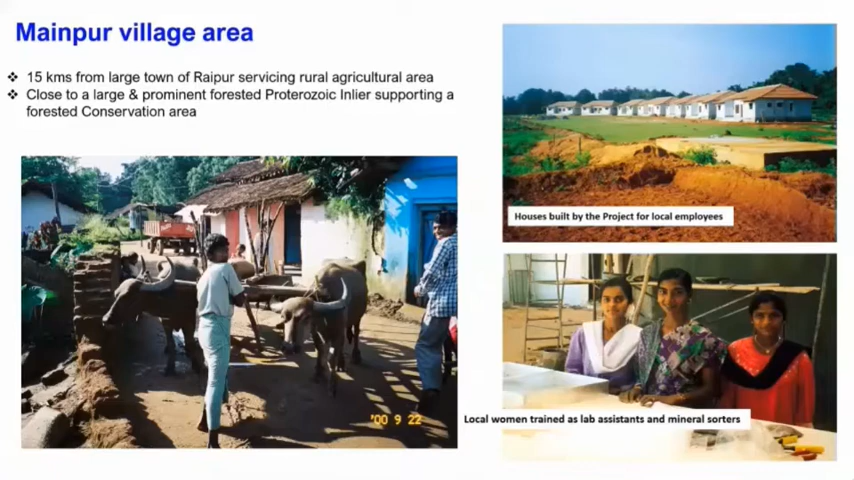 Mainpur village area
❖ 15 kms from large town of Raipur servicing rural agricultural area
❖ Close to a large & prominent forested Proterozoic Inlier supporting a
forested Conservation area
Houses built by the Project for local employees
'00 9 22
Local women trained as lab assistants and mineral sorters